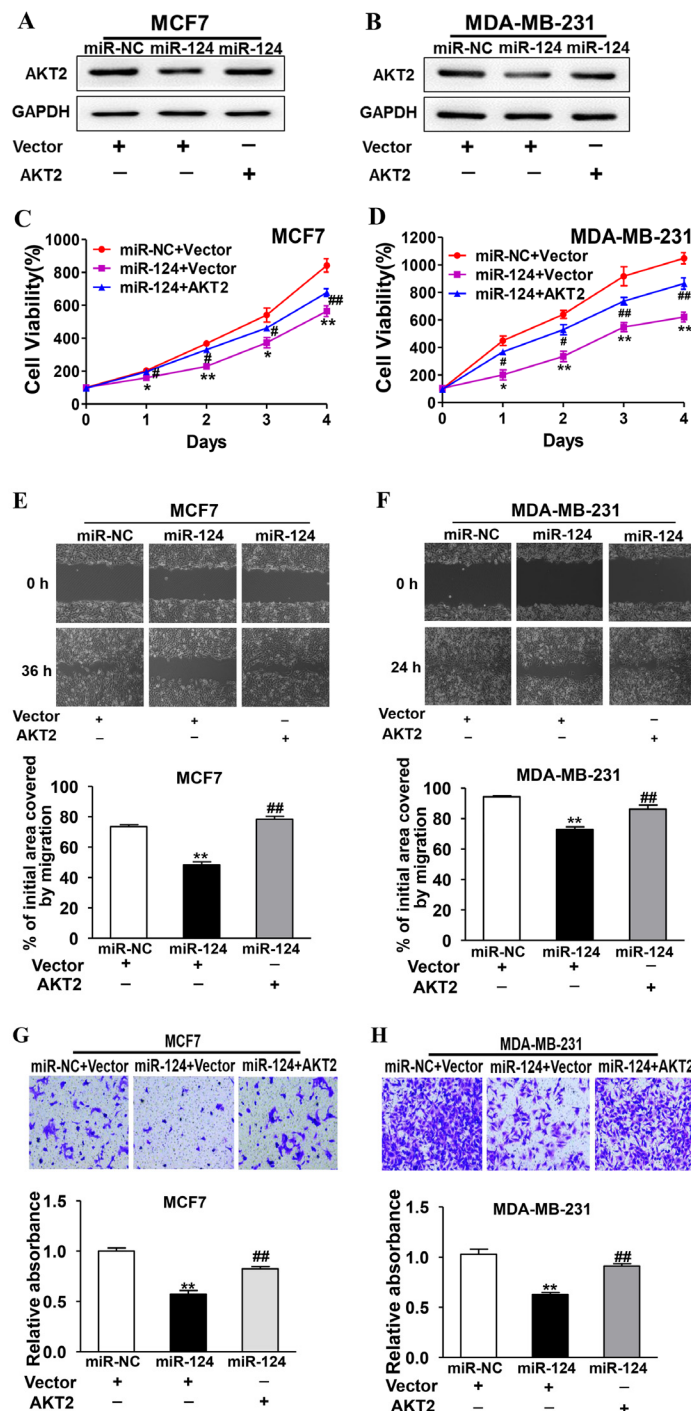 A
MCF7
miR-NC miR-124 miR-124
AKT2
GAPDH
Vector + + –
AKT2 – – +
B
MDA-MB-231
miR-NC miR-124 miR-124
AKT2
GAPDH
Vector + + –
AKT2 – – +
C
MCF7
miR-NC+Vector
miR-124+Vector
miR-124+AKT2
Cell Viability(%)
1000
800
600
400
200
0
# # # ##
* ** * **
0 1 2 3 4
Days
D
MDA-MB-231
miR-NC+Vector
miR-124+Vector
miR-124+AKT2
Cell Viability(%)
1200
1000
800
600
400
200
0
# # ## ##
* ** ** **
0 1 2 3 4
Days
E
MCF7
miR-NC miR-124 miR-124
0 h
36 h
Vector + + –
AKT2 – – +
MCF7
% of initial area covered
by migration
100
80
60
40
20
0
** ##
miR-NC miR-124 miR-124
Vector + + –
AKT2 – – +
F
MDA-MB-231
miR-NC miR-124 miR-124
0 h
24 h
Vector + + –
AKT2 – – +
MDA-MB-231
% of initial area covered
by migration
100
80
60
40
20
0
** ##
miR-NC miR-124 miR-124
Vector + + –
AKT2 – – +
G
MCF7
miR-NC+Vector miR-124+Vector miR-124+AKT2
MCF7
Relative absorbance
1.5
1.0
0.5
0.0
** ##
miR-NC miR-124 miR-124
Vector + + –
AKT2 – – +
H
MDA-MB-231
miR-NC+Vector miR-124+Vector miR-124+AKT2
MDA-MB-231
Relative absorbance
1.5
1.0
0.5
0.0
** ##
miR-NC miR-124 miR-124
Vector + + –
AKT2 – – +